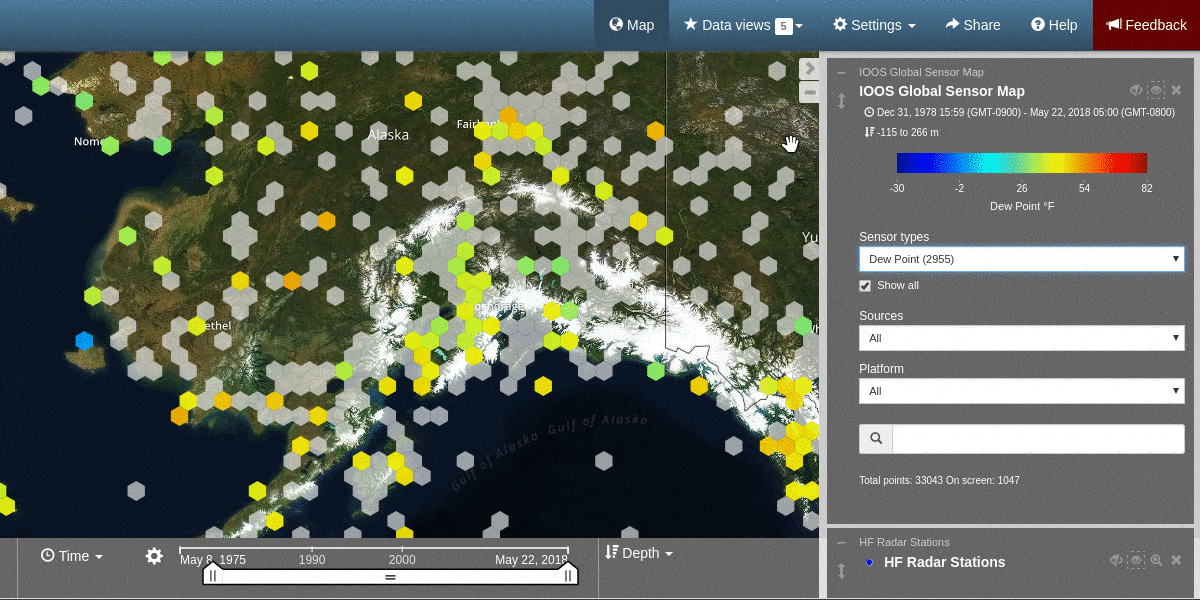 Map
Data views 5
Settings
Share
Help
Feedback
Nome
Alaska
Fairban
Yu
ethel
Gulf of Alaska Gulf of Alaska
IOOS Global Sensor Map
IOOS Global Sensor Map
Dec 31, 1978 15:59 (GMT-0900) - May 22, 2018 05:00 (GMT-0800)
-115 to 266 m
-30 -2 26 54 82
Dew Point °F
Sensor types
Dew Point (2955)
Show all
Sources
All
Platform
All
Total points: 33043 On screen: 1047
HF Radar Stations
HF Radar Stations
Time
May 8, 1975 1990 2000 May 22, 2018
Depth